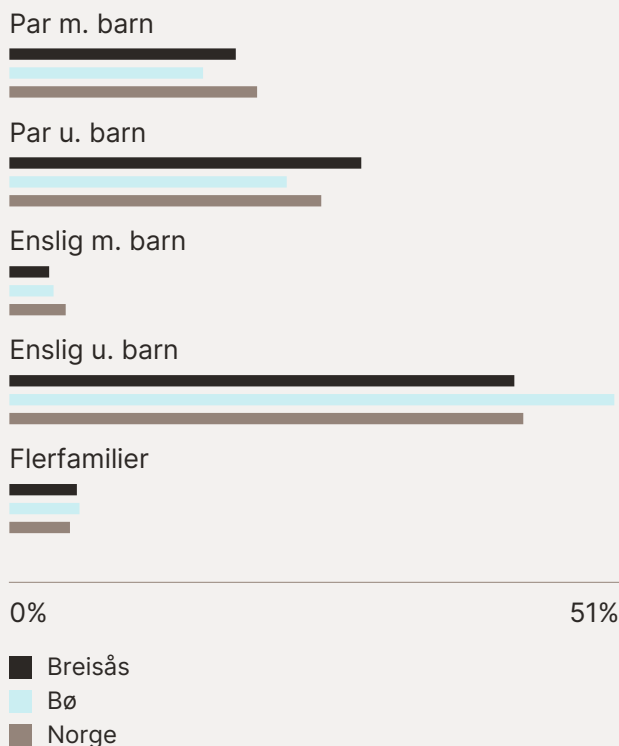 Par m. barn
Par u. barn
Enslig m. barn
Enslig u. barn
Flerfamilier
0% 51%
Breisås
Bø
Norge